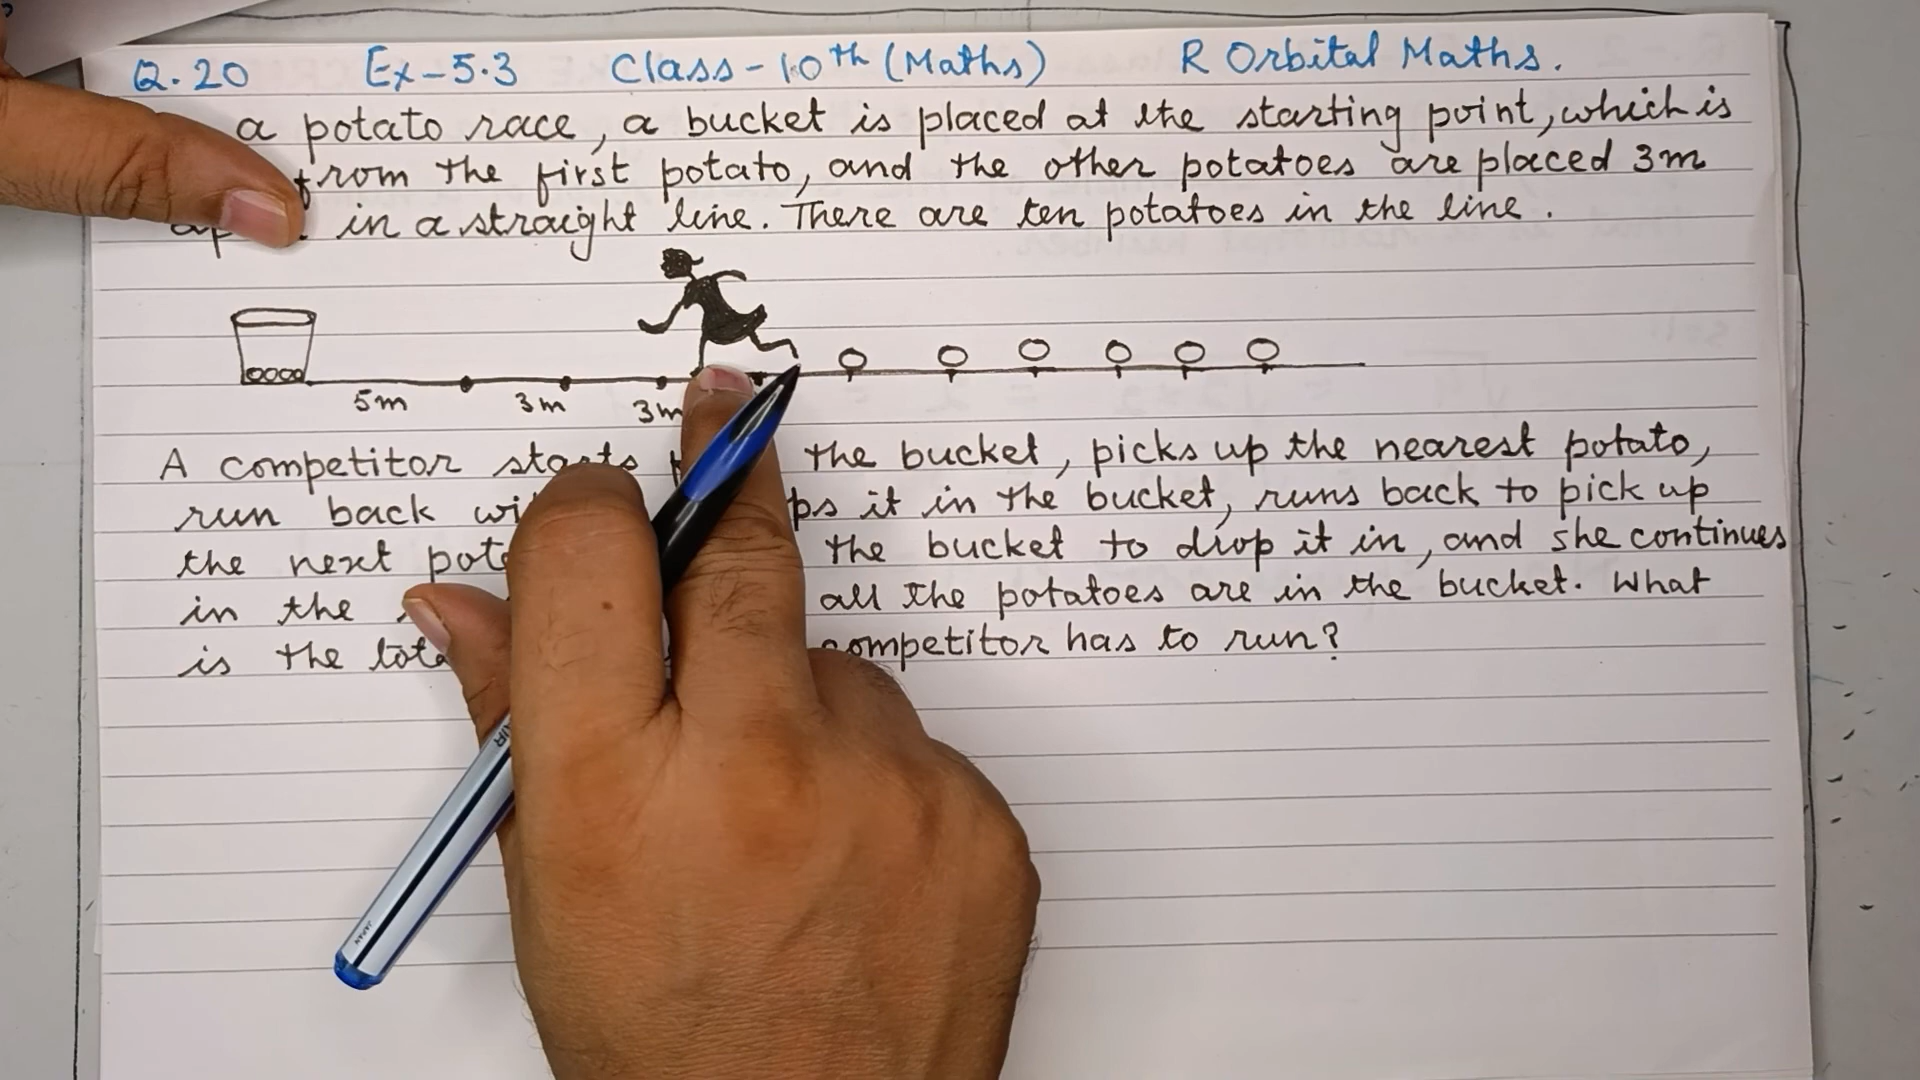 Q.20 Ex-5.3 Class-10th (Maths) R Orbital Maths.
a potato race, a bucket is placed at the starting point, which is
from the first potato, and the other potatoes are placed 3m
in a straight line. There are ten potatoes in the line.
5m 3m 3m
A competitor starts the bucket, picks up the nearest potato,
run back it in the bucket, runs back to pick up
the next the bucket to drop it in, and she continues
in the all the potatoes are in the bucket. What
is the competitor has to run?